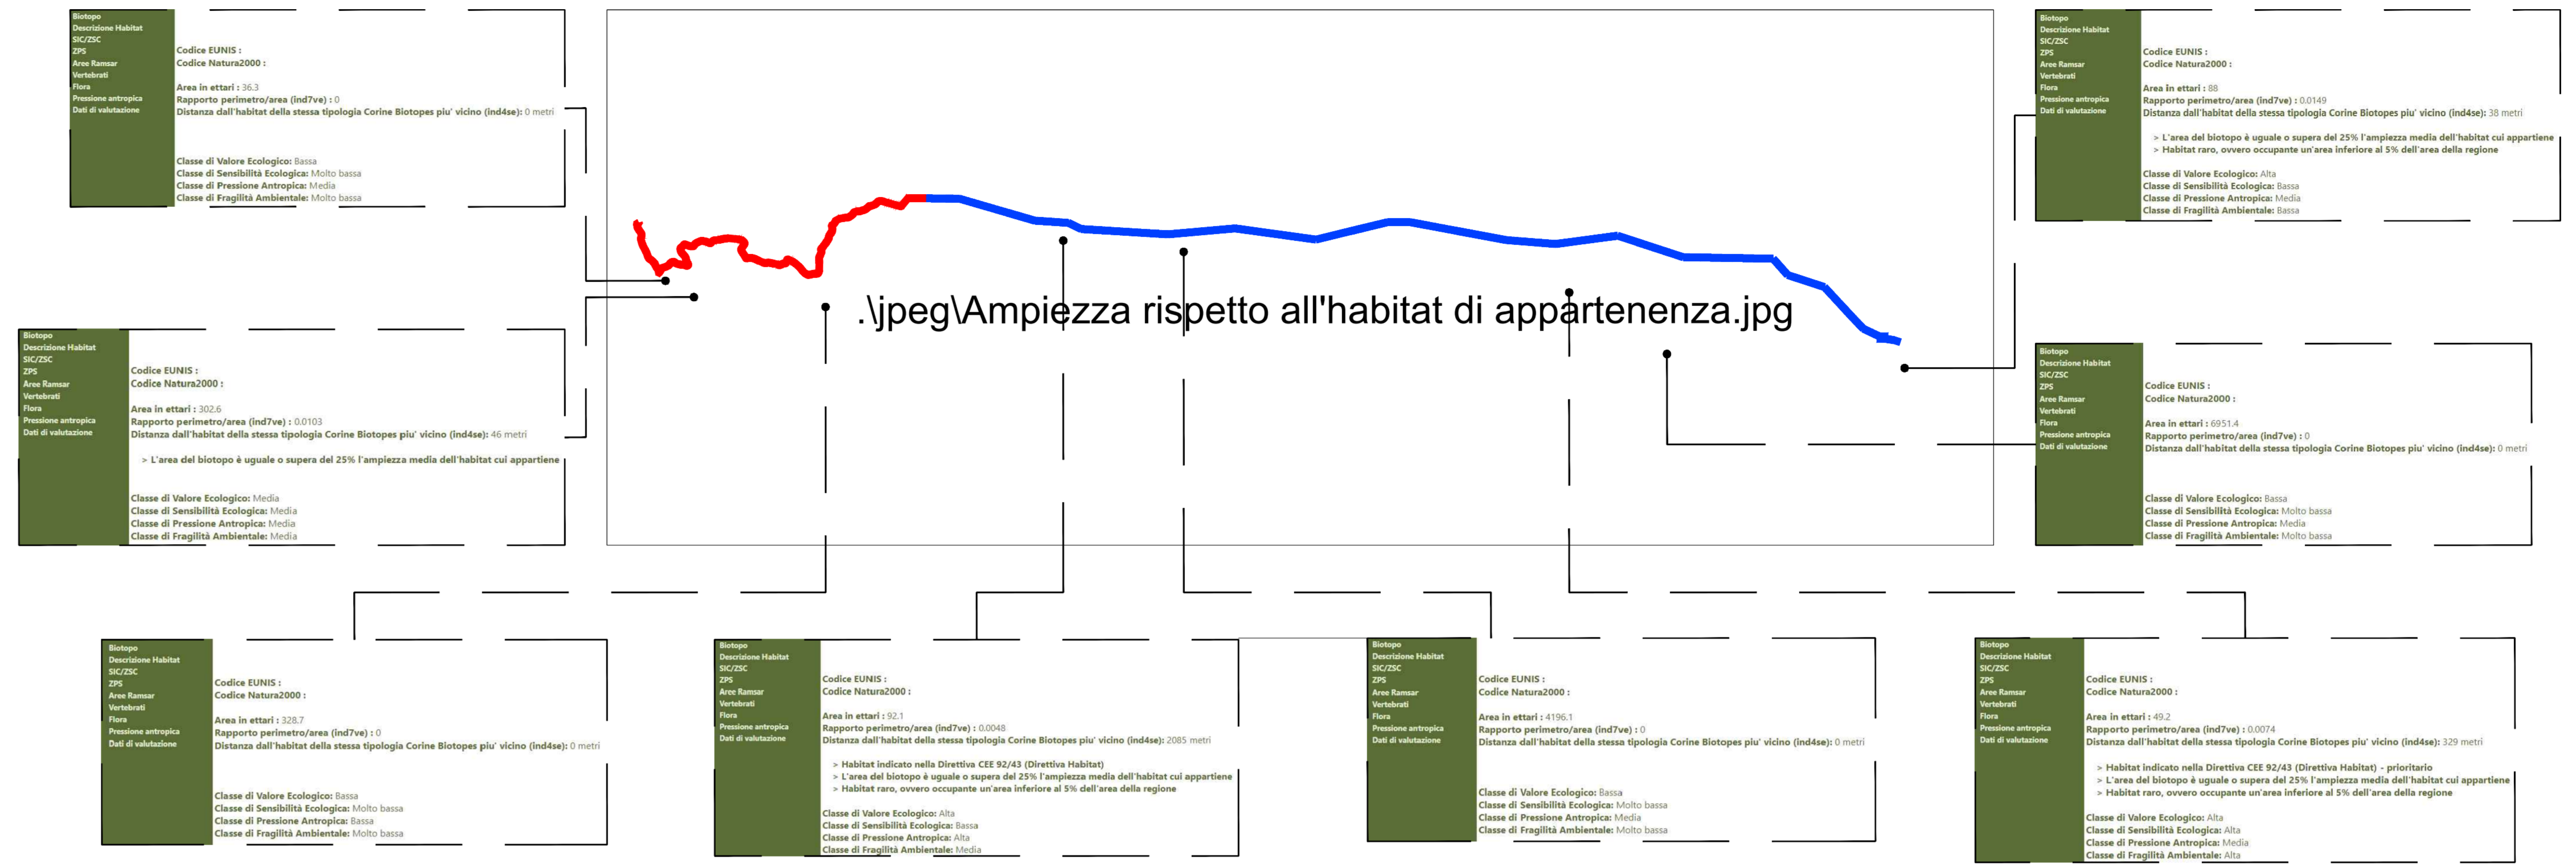 Biotopo
Descrizione Habitat
SIC/ZSC
ZPS
Aree Ramsar
Vertebrati
Flora
Pressione antropica
Dati di valutazione
Codice EUNIS :
Codice Natura2000 :
Area in ettari : 36.3
Rapporto perimetro/area (ind7ve) : 0
Distanza dall'habitat della stessa tipologia Corine Biotopes piu' vicino (ind4se): 0 metri
Classe di Valore Ecologico: Bassa
Classe di Sensibilità Ecologica: Molto bassa
Classe di Pressione Antropica: Media
Classe di Fragilità Ambientale: Molto bassa
Biotopo
Descrizione Habitat
SIC/ZSC
ZPS
Aree Ramsar
Vertebrati
Flora
Pressione antropica
Dati di valutazione
Codice EUNIS :
Codice Natura2000 :
Area in ettari : 88
Rapporto perimetro/area (ind7ve) : 0.0149
Distanza dall'habitat della stessa tipologia Corine Biotopes piu' vicino (ind4se): 38 metri
> L'area del biotopo è uguale o supera del 25% l'ampiezza media dell'habitat cui appartiene
> Habitat raro, ovvero occupante un'area inferiore al 5% dell'area della regione
Classe di Valore Ecologico: Alta
Classe di Sensibilità Ecologica: Bassa
Classe di Pressione Antropica: Media
Classe di Fragilità Ambientale: Bassa
.\jpeg\Ampiezza rispetto all'habitat di appartenenza.jpg
Biotopo
Descrizione Habitat
SIC/ZSC
ZPS
Aree Ramsar
Vertebrati
Flora
Pressione antropica
Dati di valutazione
Codice EUNIS :
Codice Natura2000 :
Area in ettari : 302.6
Rapporto perimetro/area (ind7ve) : 0.0103
Distanza dall'habitat della stessa tipologia Corine Biotopes piu' vicino (ind4se): 46 metri
> L'area del biotopo è uguale o supera del 25% l'ampiezza media dell'habitat cui appartiene
Classe di Valore Ecologico: Media
Classe di Sensibilità Ecologica: Media
Classe di Pressione Antropica: Media
Classe di Fragilità Ambientale: Media
Biotopo
Descrizione Habitat
SIC/ZSC
ZPS
Aree Ramsar
Vertebrati
Flora
Pressione antropica
Dati di valutazione
Codice EUNIS :
Codice Natura2000 :
Area in ettari : 6951.4
Rapporto perimetro/area (ind7ve) : 0
Distanza dall'habitat della stessa tipologia Corine Biotopes piu' vicino (ind4se): 0 metri
Classe di Valore Ecologico: Bassa
Classe di Sensibilità Ecologica: Molto bassa
Classe di Pressione Antropica: Media
Classe di Fragilità Ambientale: Molto bassa
Biotopo
Descrizione Habitat
SIC/ZSC
ZPS
Aree Ramsar
Vertebrati
Flora
Pressione antropica
Dati di valutazione
Codice EUNIS :
Codice Natura2000 :
Area in ettari : 328.7
Rapporto perimetro/area (ind7ve) : 0
Distanza dall'habitat della stessa tipologia Corine Biotopes piu' vicino (ind4se): 0 metri
Classe di Valore Ecologico: Bassa
Classe di Sensibilità Ecologica: Molto bassa
Classe di Pressione Antropica: Bassa
Classe di Fragilità Ambientale: Molto bassa
Biotopo
Descrizione Habitat
SIC/ZSC
ZPS
Aree Ramsar
Vertebrati
Flora
Pressione antropica
Dati di valutazione
Codice EUNIS :
Codice Natura2000 :
Area in ettari : 92.1
Rapporto perimetro/area (ind7ve) : 0.0048
Distanza dall'habitat della stessa tipologia Corine Biotopes piu' vicino (ind4se): 2085 metri
> Habitat indicato nella Direttiva CEE 92/43 (Direttiva Habitat)
> L'area del biotopo è uguale o supera del 25% l'ampiezza media dell'habitat cui appartiene
> Habitat raro, ovvero occupante un'area inferiore al 5% dell'area della regione
Classe di Valore Ecologico: Alta
Classe di Sensibilità Ecologica: Bassa
Classe di Pressione Antropica: Alta
Classe di Fragilità Ambientale: Media
Biotopo
Descrizione Habitat
SIC/ZSC
ZPS
Aree Ramsar
Vertebrati
Flora
Pressione antropica
Dati di valutazione
Codice EUNIS :
Codice Natura2000 :
Area in ettari : 4196.1
Rapporto perimetro/area (ind7ve) : 0
Distanza dall'habitat della stessa tipologia Corine Biotopes piu' vicino (ind4se): 0 metri
Classe di Valore Ecologico: Bassa
Classe di Sensibilità Ecologica: Molto bassa
Classe di Pressione Antropica: Media
Classe di Fragilità Ambientale: Molto bassa
Biotopo
Descrizione Habitat
SIC/ZSC
ZPS
Aree Ramsar
Vertebrati
Flora
Pressione antropica
Dati di valutazione
Codice EUNIS :
Codice Natura2000 :
Area in ettari : 49.2
Rapporto perimetro/area (ind7ve) : 0.0074
Distanza dall'habitat della stessa tipologia Corine Biotopes piu' vicino (ind4se): 329 metri
> Habitat indicato nella Direttiva CEE 92/43 (Direttiva Habitat) - prioritario
> L'area del biotopo è uguale o supera del 25% l'ampiezza media dell'habitat cui appartiene
> Habitat raro, ovvero occupante un'area inferiore al 5% dell'area della regione
Classe di Valore Ecologico: Alta
Classe di Sensibilità Ecologica: Alta
Classe di Pressione Antropica: Media
Classe di Fragilità Ambientale: Alta